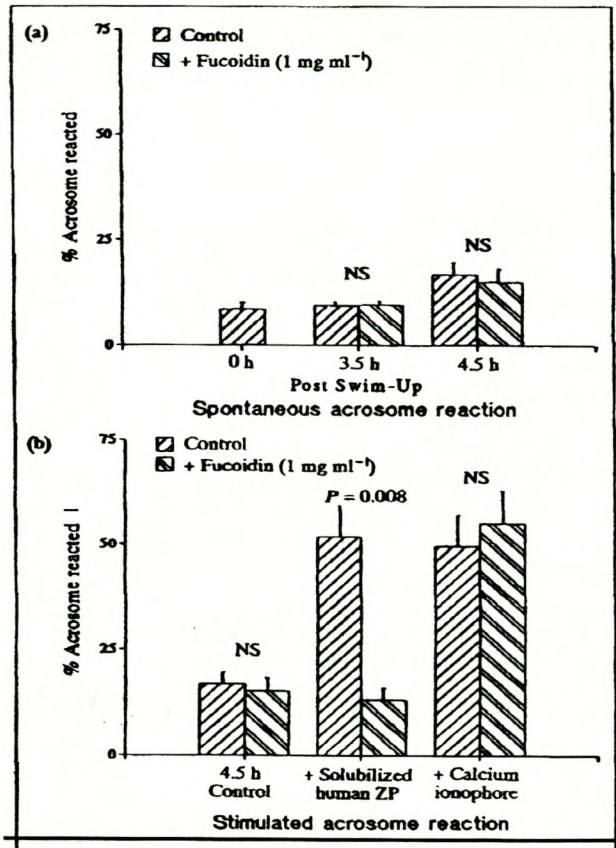 (a)
Control
+ Fucoidin (1 mg ml⁻¹)
% Acrosome reacted
75
50
25
0
NS
NS
0 h
3.5 h
4.5 h
Post Swim-Up
Spontaneous acrosome reaction
(b)
Control
+ Fucoidin (1 mg ml⁻¹)
% Acrosome reacted |
75
50
25
0
NS
P = 0.008
NS
4.5 h
Control
+ Solubilized
human ZP
+ Calcium
ionophore
Stimulated acrosome reaction